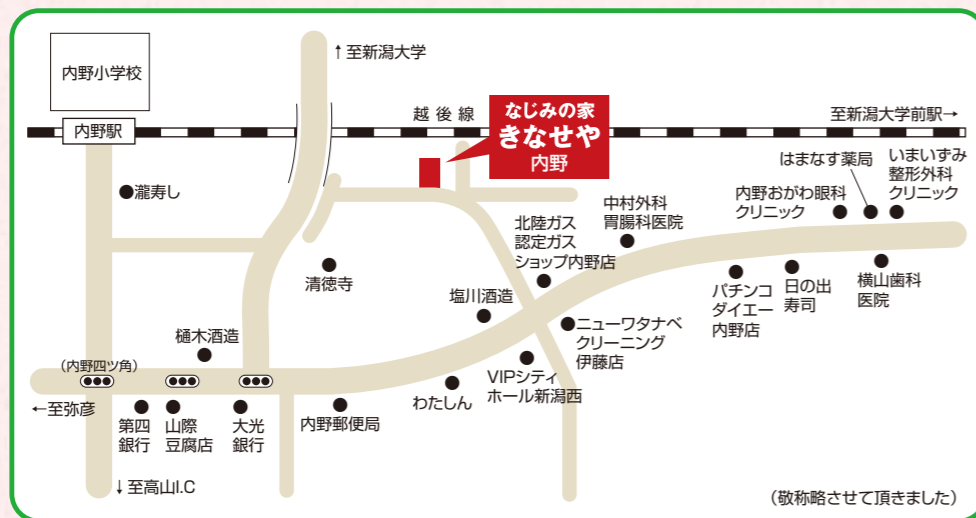 内野小学校
内野駅
↑至新潟大学
越後線
なじみの家
きなせや
内野
至新潟大学前駅→
瀧寿し
清徳寺
樋木酒造
(内野四ツ角)
←至弥彦
第四
銀行
山際
豆腐店
大光
銀行
↓至高山I.C
内野郵便局
わたしん
塩川酒造
VIPシティ
ホール新潟西
北陸ガス
認定ガス
ショップ内野店
ニューワタナベ
クリーニング
伊藤店
中村外科
胃腸科医院
内野おがわ眼科
クリニック
はまなす薬局
いまいずみ
整形外科
クリニック
パチンコ
ダイエー
内野店
日の出
寿司
横山歯科
医院
(敬称略させて頂きました)